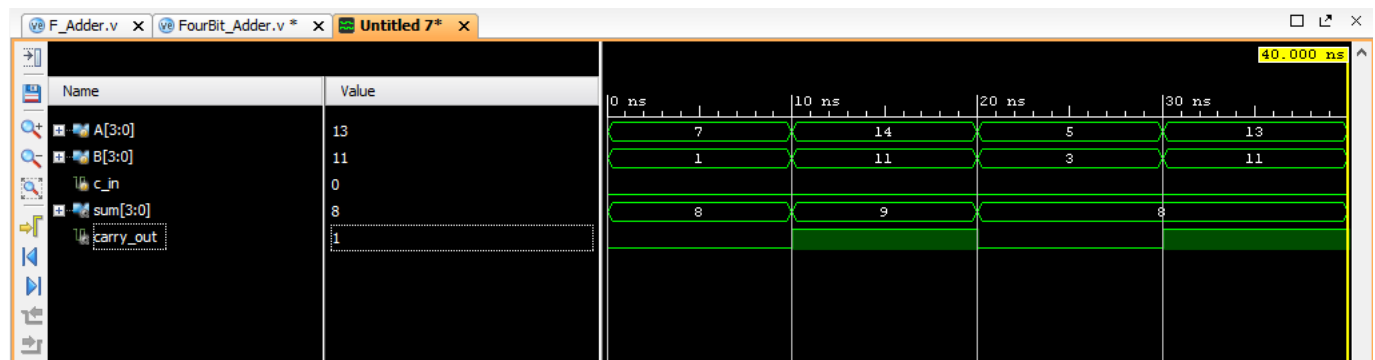 F_Adder.v X FourBit_Adder.v * X Untitled 7* X
40.000 ns
Name Value
0 ns 10 ns 20 ns 30 ns
A[3:0] 13 7 14 5 13
B[3:0] 11 1 11 3 11
c_in 0
sum[3:0] 8 8 9 8
carry_out 1